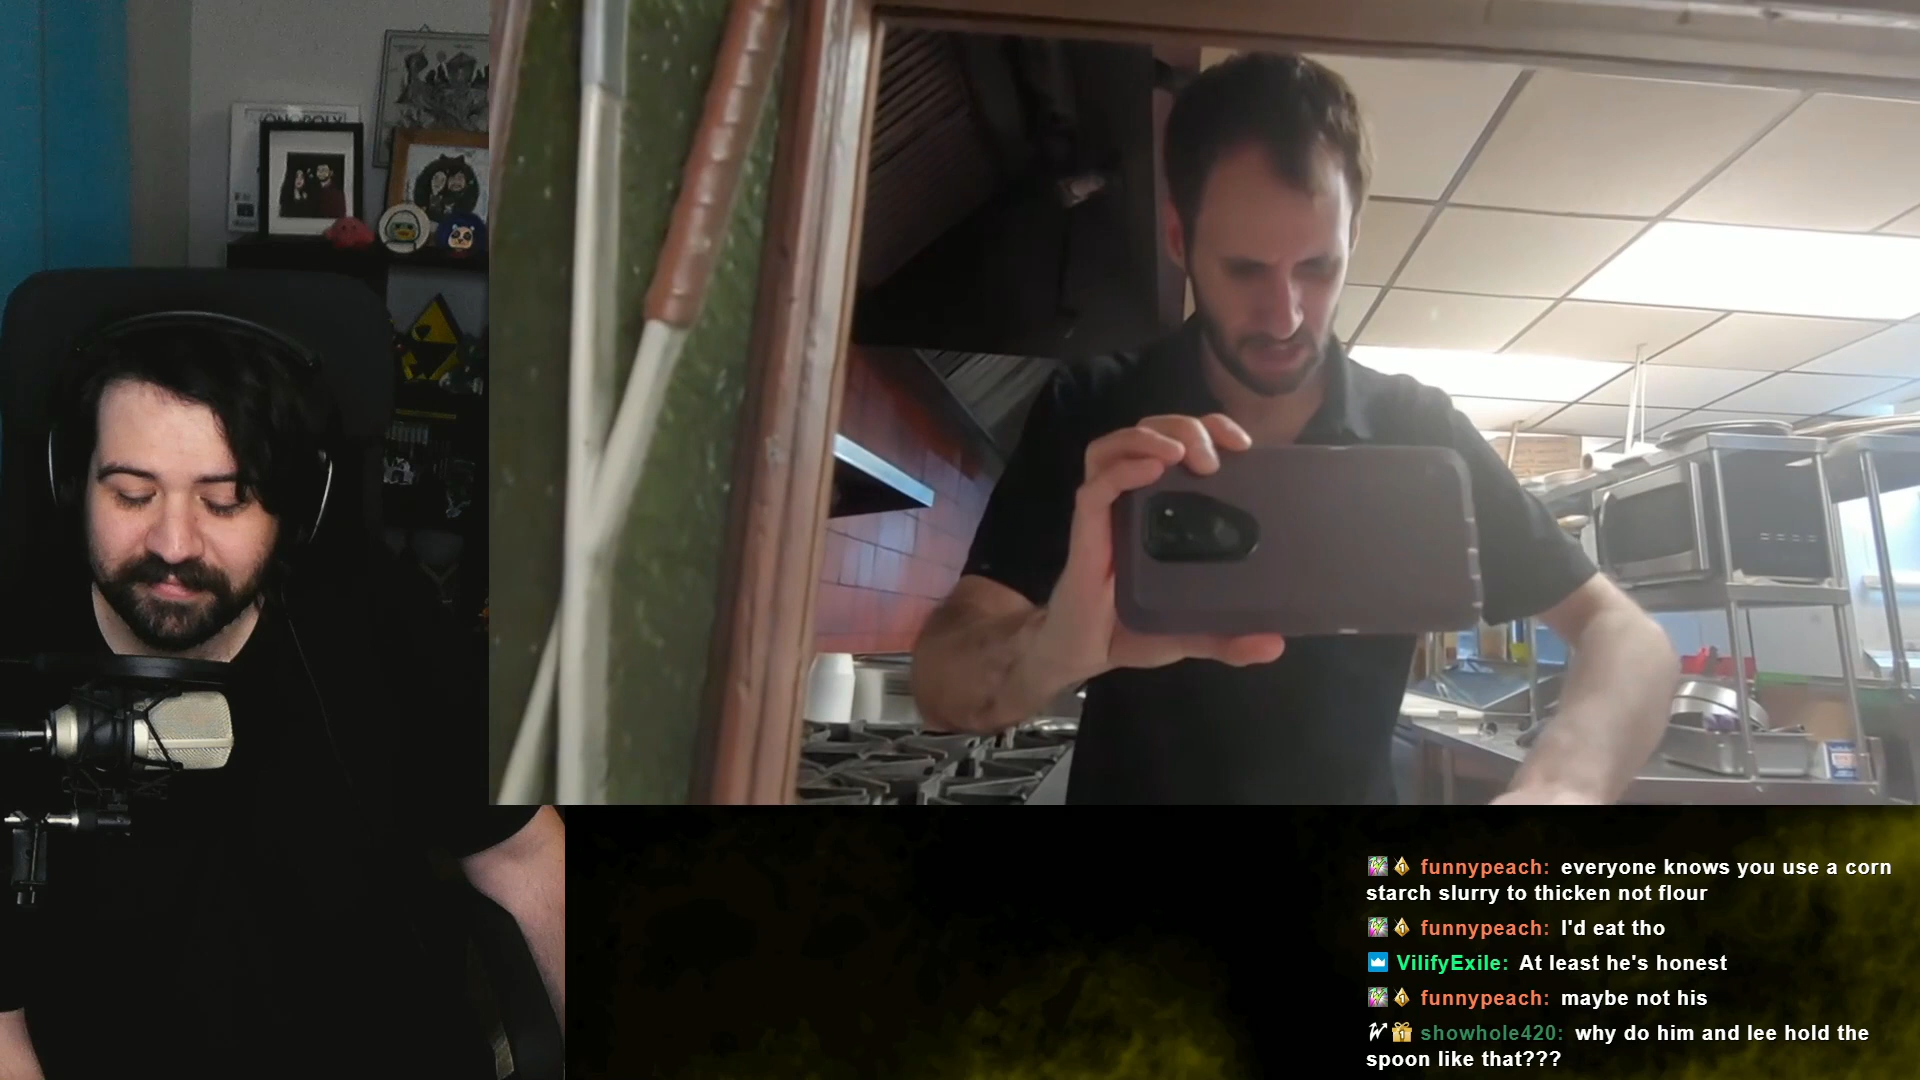 ONOPOLY
funnypeach: everyone knows you use a corn
starch slurry to thicken not flour
funnypeach: I'd eat tho
VilifyExile: At least he's honest
funnypeach: maybe not his
showhole420: why do him and lee hold the
spoon like that???